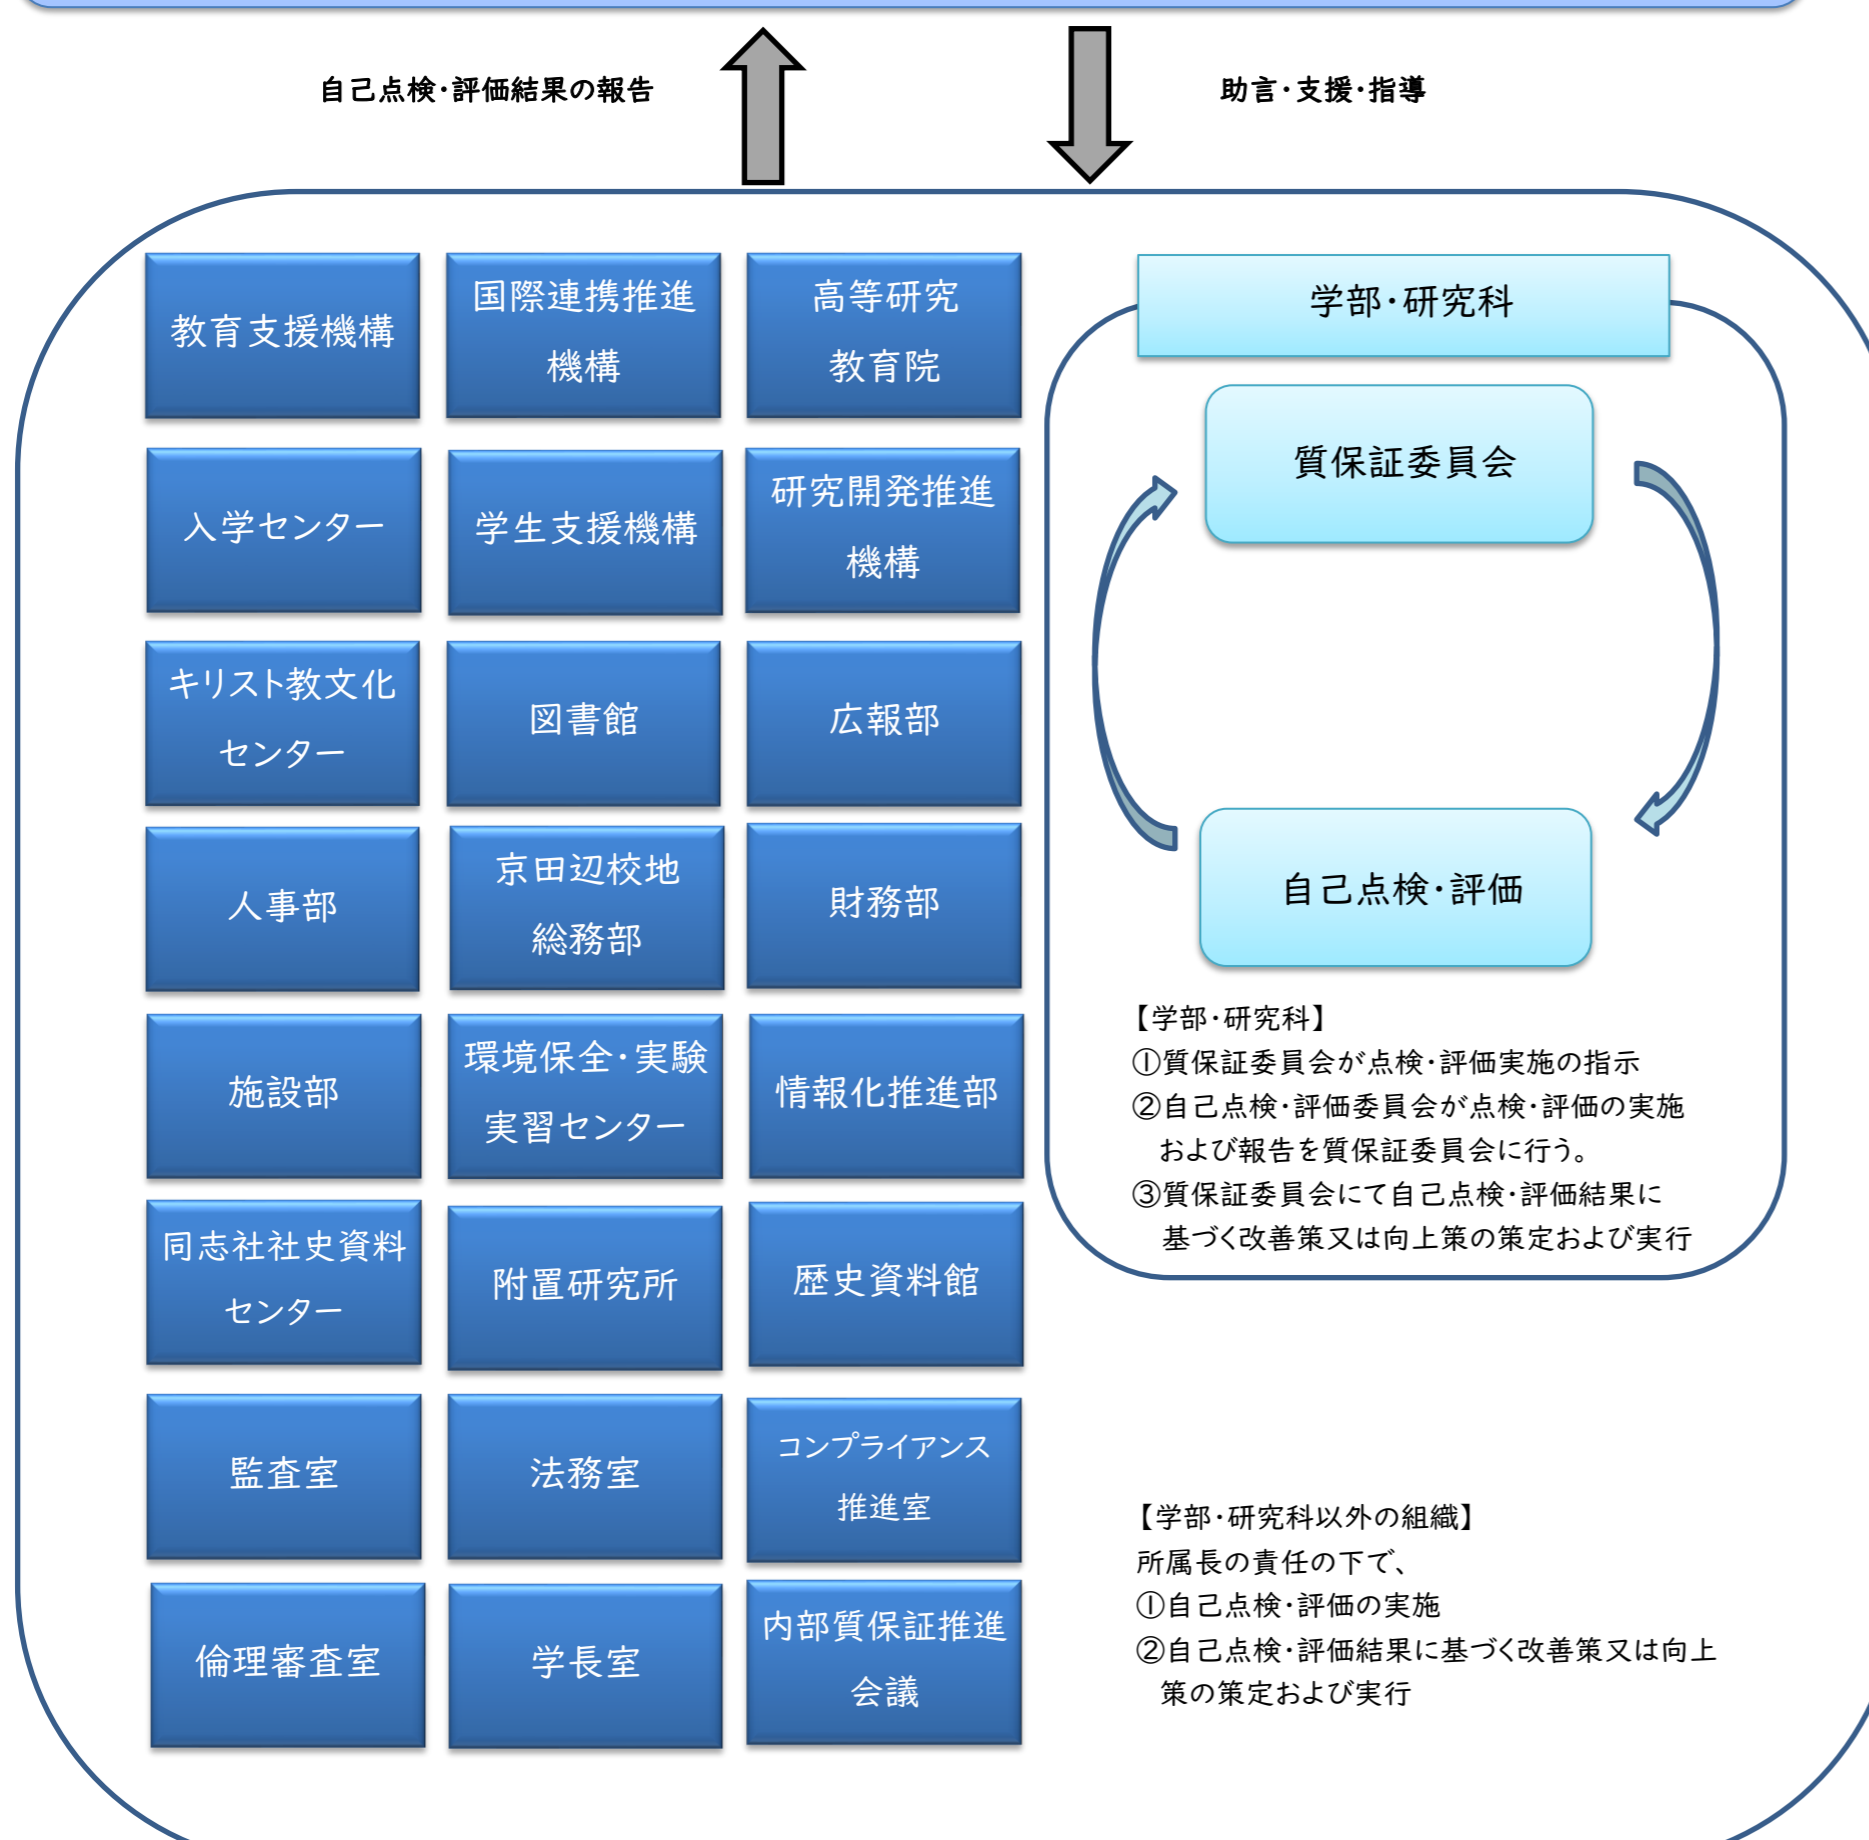 自己点検・評価結果の報告
助言・支援・指導
教育支援機構
国際連携推進
機構
高等研究
教育院
入学センター
学生支援機構
研究開発推進
機構
キリスト教文化
センター
図書館
広報部
人事部
京田辺校地
総務部
財務部
施設部
環境保全・実験
実習センター
情報化推進部
同志社社史資料
センター
附置研究所
歴史資料館
監査室
法務室
コンプライアンス
推進室
倫理審査室
学長室
内部質保証推進
会議
学部・研究科
質保証委員会
自己点検・評価
【学部・研究科】
①質保証委員会が点検・評価実施の指示
②自己点検・評価委員会が点検・評価の実施
および報告を質保証委員会に行う。
③質保証委員会にて自己点検・評価結果に
基づく改善策又は向上策の策定および実行
【学部・研究科以外の組織】
所属長の責任の下で、
①自己点検・評価の実施
②自己点検・評価結果に基づく改善策又は向上
策の策定および実行